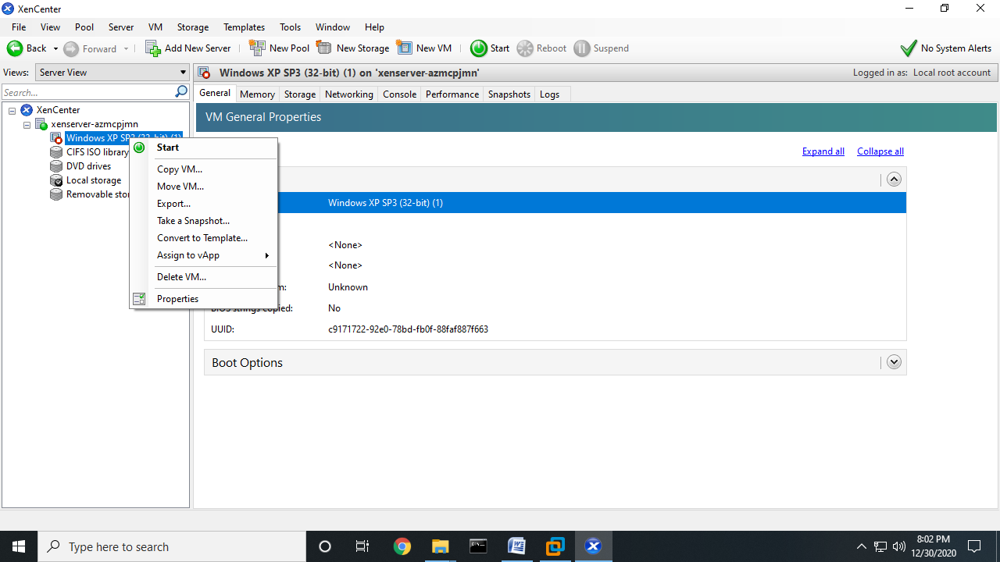 XenCenter
File View Pool Server VM Storage Templates Tools Window Help
Back Forward Add New Server New Pool New Storage New VM Start Reboot Suspend No System Alerts
Views: Server View Windows XP SP3 (32-bit) (1) on 'xenserver-azmcpjmn' Logged in as: Local root account
Search...
General Memory Storage Networking Console Performance Snapshots Logs
XenCenter
xenserver-azmcpjmn
Windows XP SP3 (32-bit) (1)
CIFS ISO library
DVD drives
Local storage
Removable stor
Start
Copy VM...
Move VM...
Export...
Take a Snapshot...
Convert to Template...
Assign to vApp
Delete VM...
Properties
VM General Properties
Expand all Collapse all
Windows XP SP3 (32-bit) (1)
<None>
<None>
m: Unknown
BIOS strings copied: No
UUID: c9171722-92e0-78bd-fb0f-88faf887f663
Boot Options
Type here to search
8:02 PM
12/30/2020